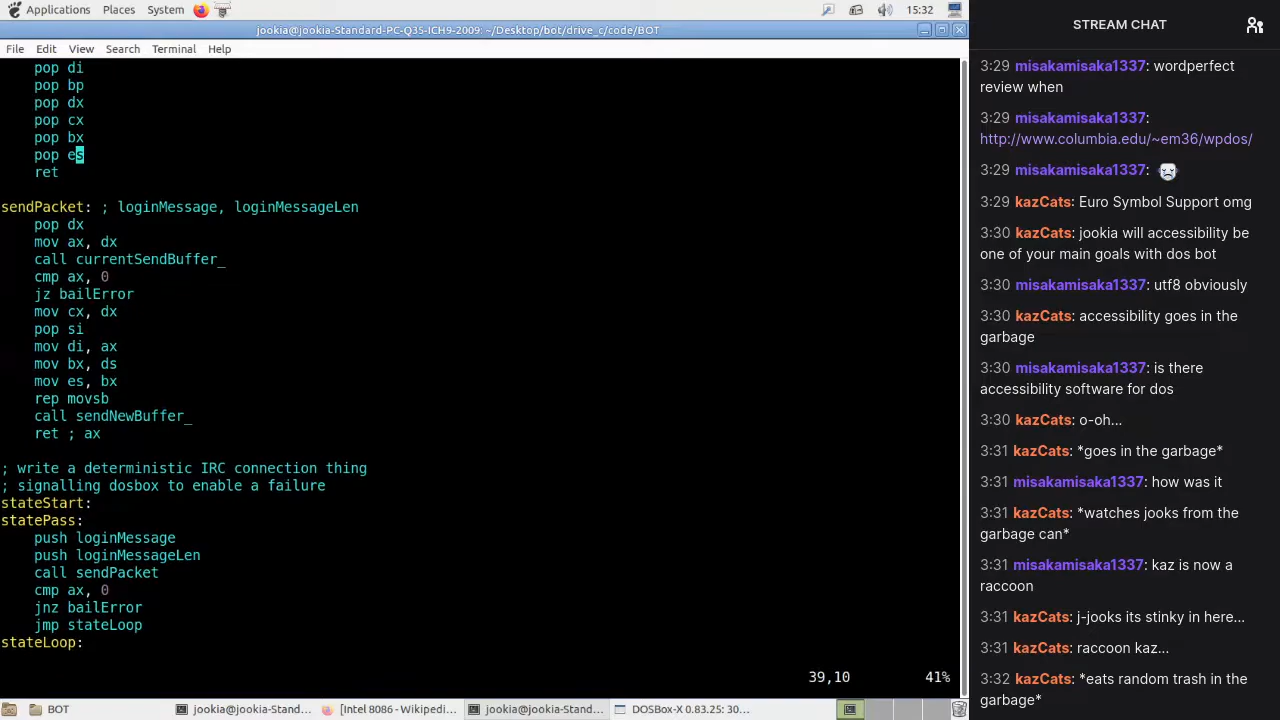 Applications Places System 15:32
jookia@jookia-Standard-PC-Q35-ICH9-2009: ~/Desktop/bot/drive_c/code/BOT
File Edit View Search Terminal Help
pop di
pop bp
pop dx
pop cx
pop bx
pop es
ret
sendPacket: ; loginMessage, loginMessageLen
pop dx
mov ax, dx
call currentSendBuffer_
cmp ax, 0
jz bailError
mov cx, dx
pop si
mov di, ax
mov bx, ds
mov es, bx
rep movsb
call sendNewBuffer_
ret ; ax
; write a deterministic IRC connection thing
; signalling dosbox to enable a failure
stateStart:
statePass:
push loginMessage
push loginMessageLen
call sendPacket
cmp ax, 0
jnz bailError
jmp stateLoop
stateLoop:
39,10 41%
BOT jookia@jookia-Stand... [Intel 8086 - Wikipedi... jookia@jookia-Stand... DOSBox-X 0.83.25: 30...
STREAM CHAT
3:29 misakamisaka1337: wordperfect
review when
3:29 misakamisaka1337:
http://www.columbia.edu/~em36/wpdos/
3:29 misakamisaka1337:
3:29 kazCats: Euro Symbol Support omg
3:30 kazCats: jookia will accessibility be
one of your main goals with dos bot
3:30 misakamisaka1337: utf8 obviously
3:30 kazCats: accessibility goes in the
garbage
3:30 misakamisaka1337: is there
accessibility software for dos
3:30 kazCats: o-oh...
3:31 kazCats: *goes in the garbage*
3:31 misakamisaka1337: how was it
3:31 kazCats: *watches jooks from the
garbage can*
3:31 misakamisaka1337: kaz is now a
raccoon
3:31 kazCats: j-jooks its stinky in here...
3:31 kazCats: raccoon kaz...
3:32 kazCats: *eats random trash in the
garbage*